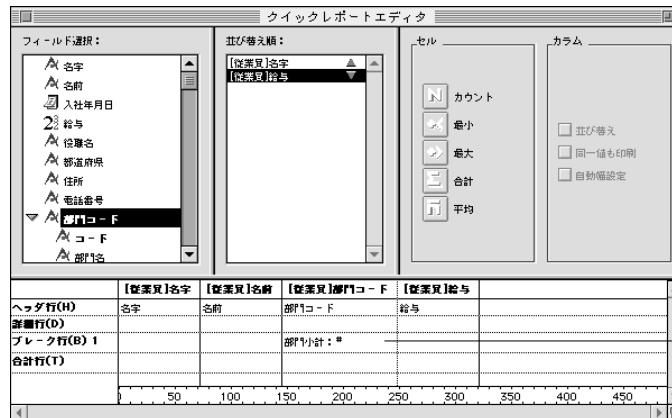 クイックレポートエディタ
フィールド選択：
名字
名前
入社年月日
給与
役職名
都道府県
住所
電話番号
部門コード
コード
部門名
並び替え順：
[従業員]名字
[従業員]給与
セル
カウント
最小
最大
合計
平均
カラム
並び替え
同一値も印刷
自動幅設定
[従業員]名字 [従業員]名前 [従業員]部門コード [従業員]給与
ヘッダ行(H) 名字 名前 部門コード 給与
詳細行(D)
ブレーク行(B) 1 部門小計：#
合計行(T)
0 50 100 150 200 250 300 350 400 450